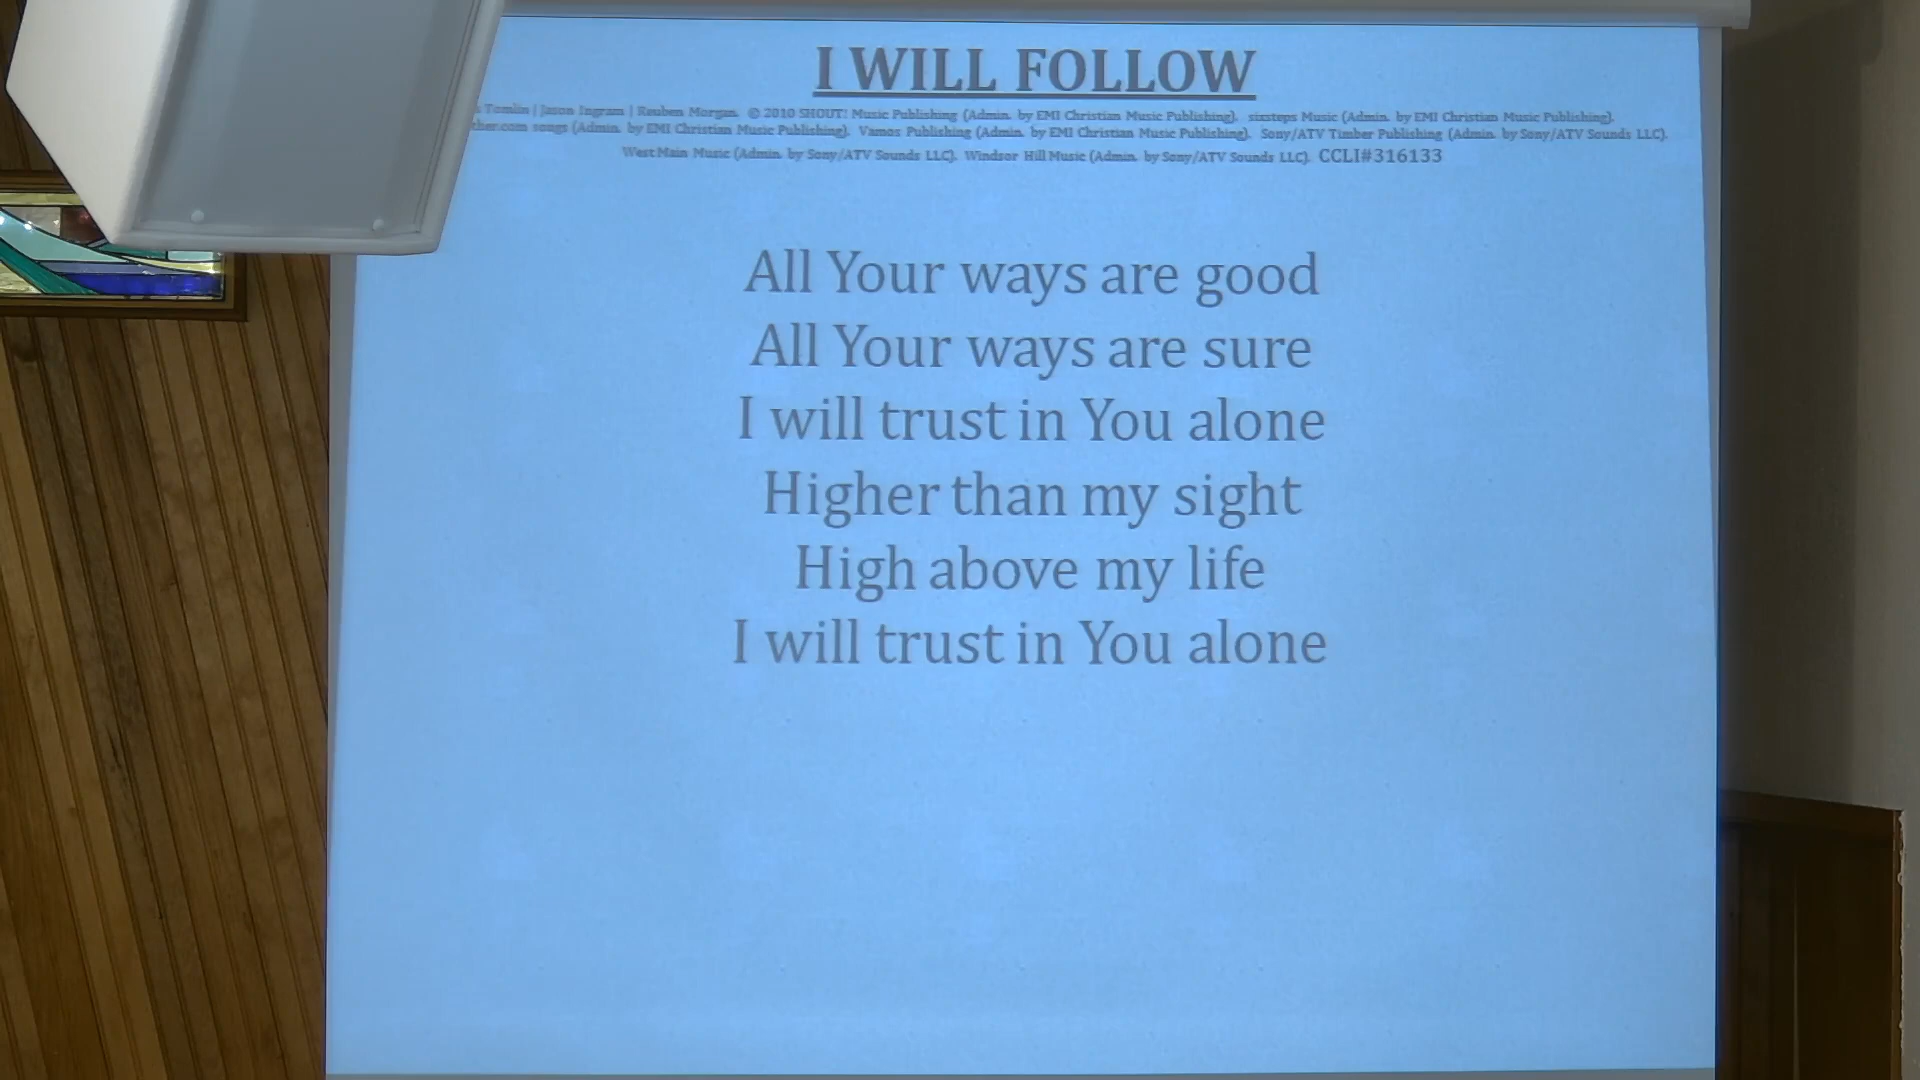 I WILL FOLLOW
Tomlin | Jason Ingram | Reuben Morgan. © 2010 SHOUT! Music Publishing (Admin. by EMI Christian Music Publishing). sixsteps Music (Admin. by EMI Christian Music Publishing).
songs (Admin. by EMI Christian Music Publishing). Vamos Publishing (Admin. by EMI Christian Music Publishing). Sony/ATV Timber Publishing (Admin. by Sony/ATV Sounds LLC).
West Main Music (Admin. by Sony/ATV Sounds LLC). Windsor Hill Music (Admin. by Sony/ATV Sounds LLC). CCLI#316133
All Your ways are good
All Your ways are sure
I will trust in You alone
Higher than my sight
High above my life
I will trust in You alone